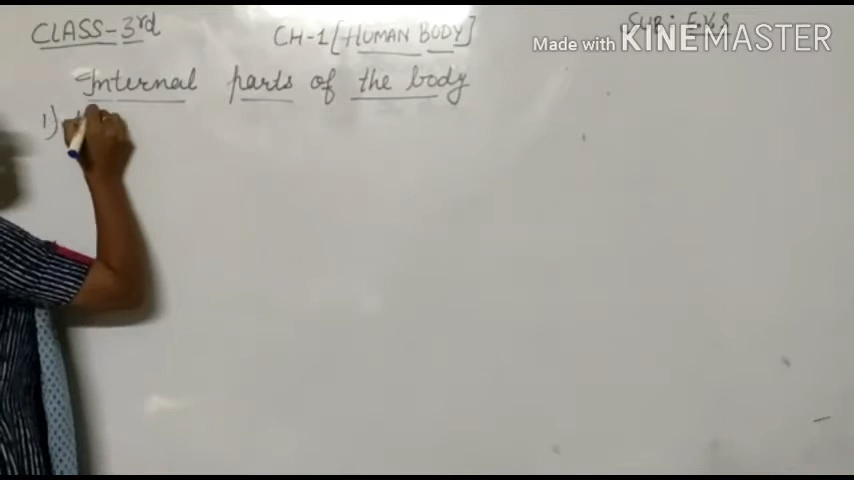 CLASS-3rd CH-1 [HUMAN BODY] SUB: EVS
Made with KINEMASTER
Internal parts of the body
1)